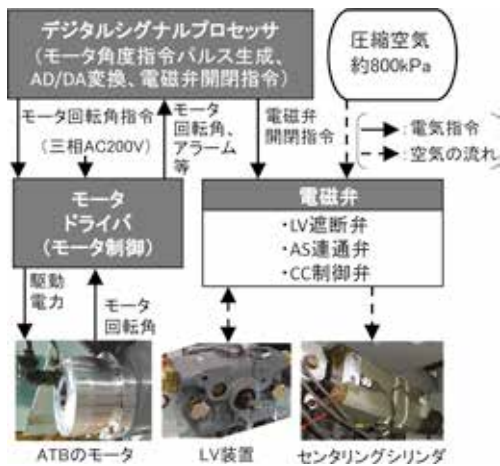 デジタルシグナルプロセッサ
(モータ角度指令パルス生成、
AD/DA変換、電磁弁開閉指令)
圧縮空気
約800kPa
モータ回転角指令
(三相AC200V)
モータ
回転角、
アラーム
等
電磁弁
開閉指令
:電気指令
:空気の流れ
モータ
ドライバ
(モータ制御)
電磁弁
・LV遮断弁
・AS連通弁
・CC制御弁
駆動
電力
モータ
回転角
ATBのモータ
LV装置
センタリングシリンダ